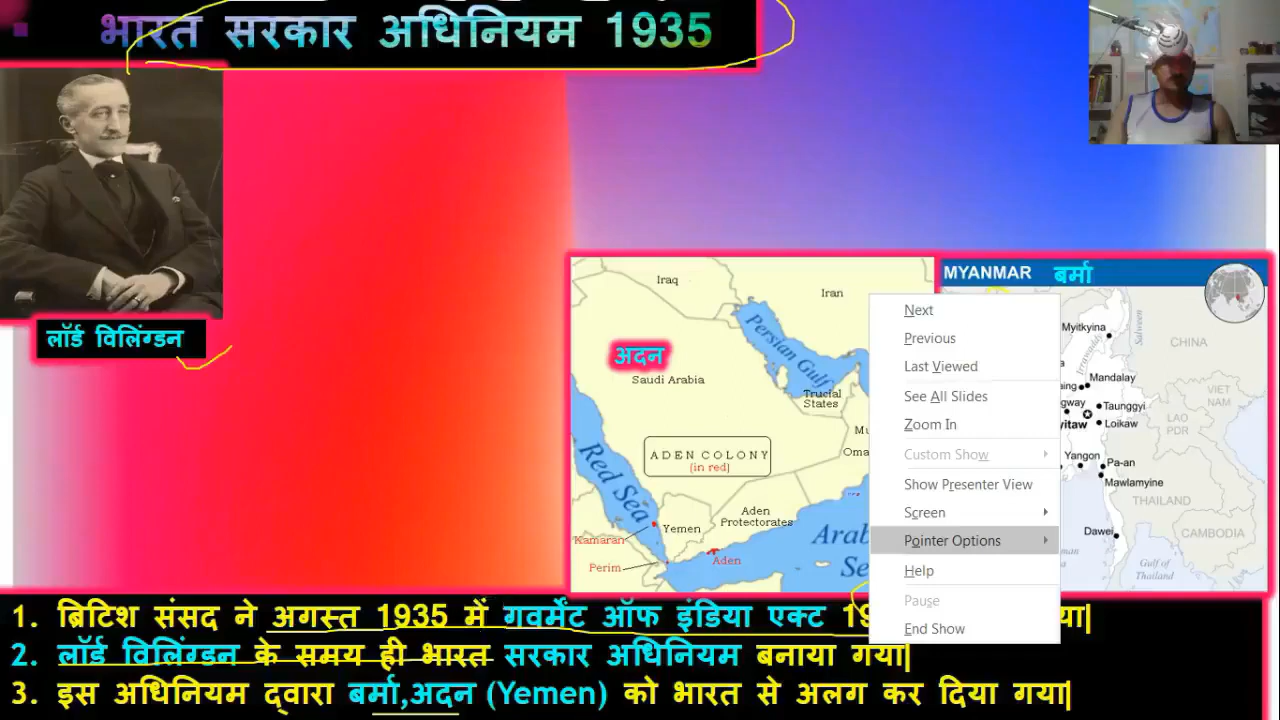 भारत सरकार अधिनियम 1935
लॉर्ड विलिंग्डन
Iraq
Iran
Persian Gulf
अदन
Saudi Arabia
Trucial
States
Red Sea
ADEN COLONY
(in red)
Aden
Protectorates
Yemen
Kamaran
Perim
Aden
MYANMAR बर्मा
Myitkyina
Salween
Irrawaddy
CHINA
Mandalay
Taunggyi
Loikaw
VIET
NAM
LAO
PDR
Yangon
Pa-an
Mawlamyine
THAILAND
Dawei
CAMBODIA
Gulf of
Thailand
Next
Previous
Last Viewed
See All Slides
Zoom In
Custom Show
Show Presenter View
Screen
Pointer Options
Help
Pause
End Show
1. ब्रिटिश संसद ने अगस्त 1935 में गवर्मेंट ऑफ इंडिया एक्ट
2. लॉर्ड विलिंग्डन के समय ही भारत सरकार अधिनियम बनाया गया|
3. इस अधिनियम द्वारा बर्मा,अदन (Yemen) को भारत से अलग कर दिया गया|